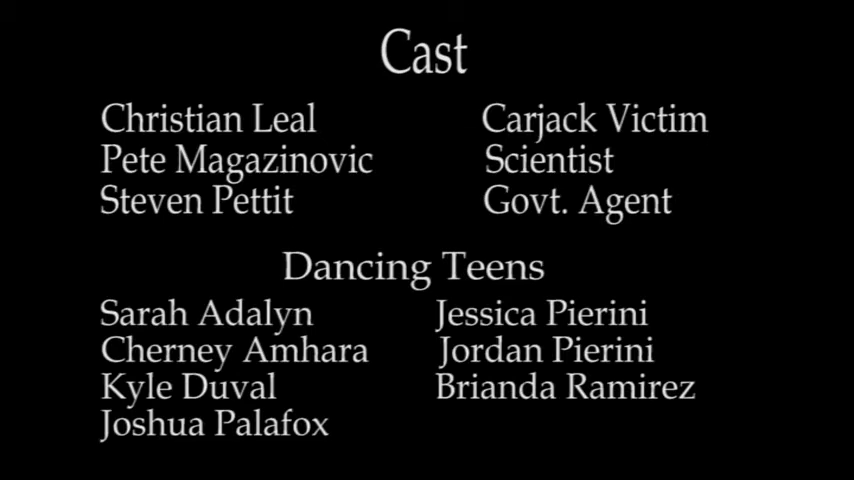 Cast
Christian Leal Carjack Victim
Pete Magazinovic Scientist
Steven Pettit Govt. Agent
Dancing Teens
Sarah Adalyn Jessica Pierini
Cherney Amhara Jordan Pierini
Kyle Duval Brianda Ramirez
Joshua Palafox